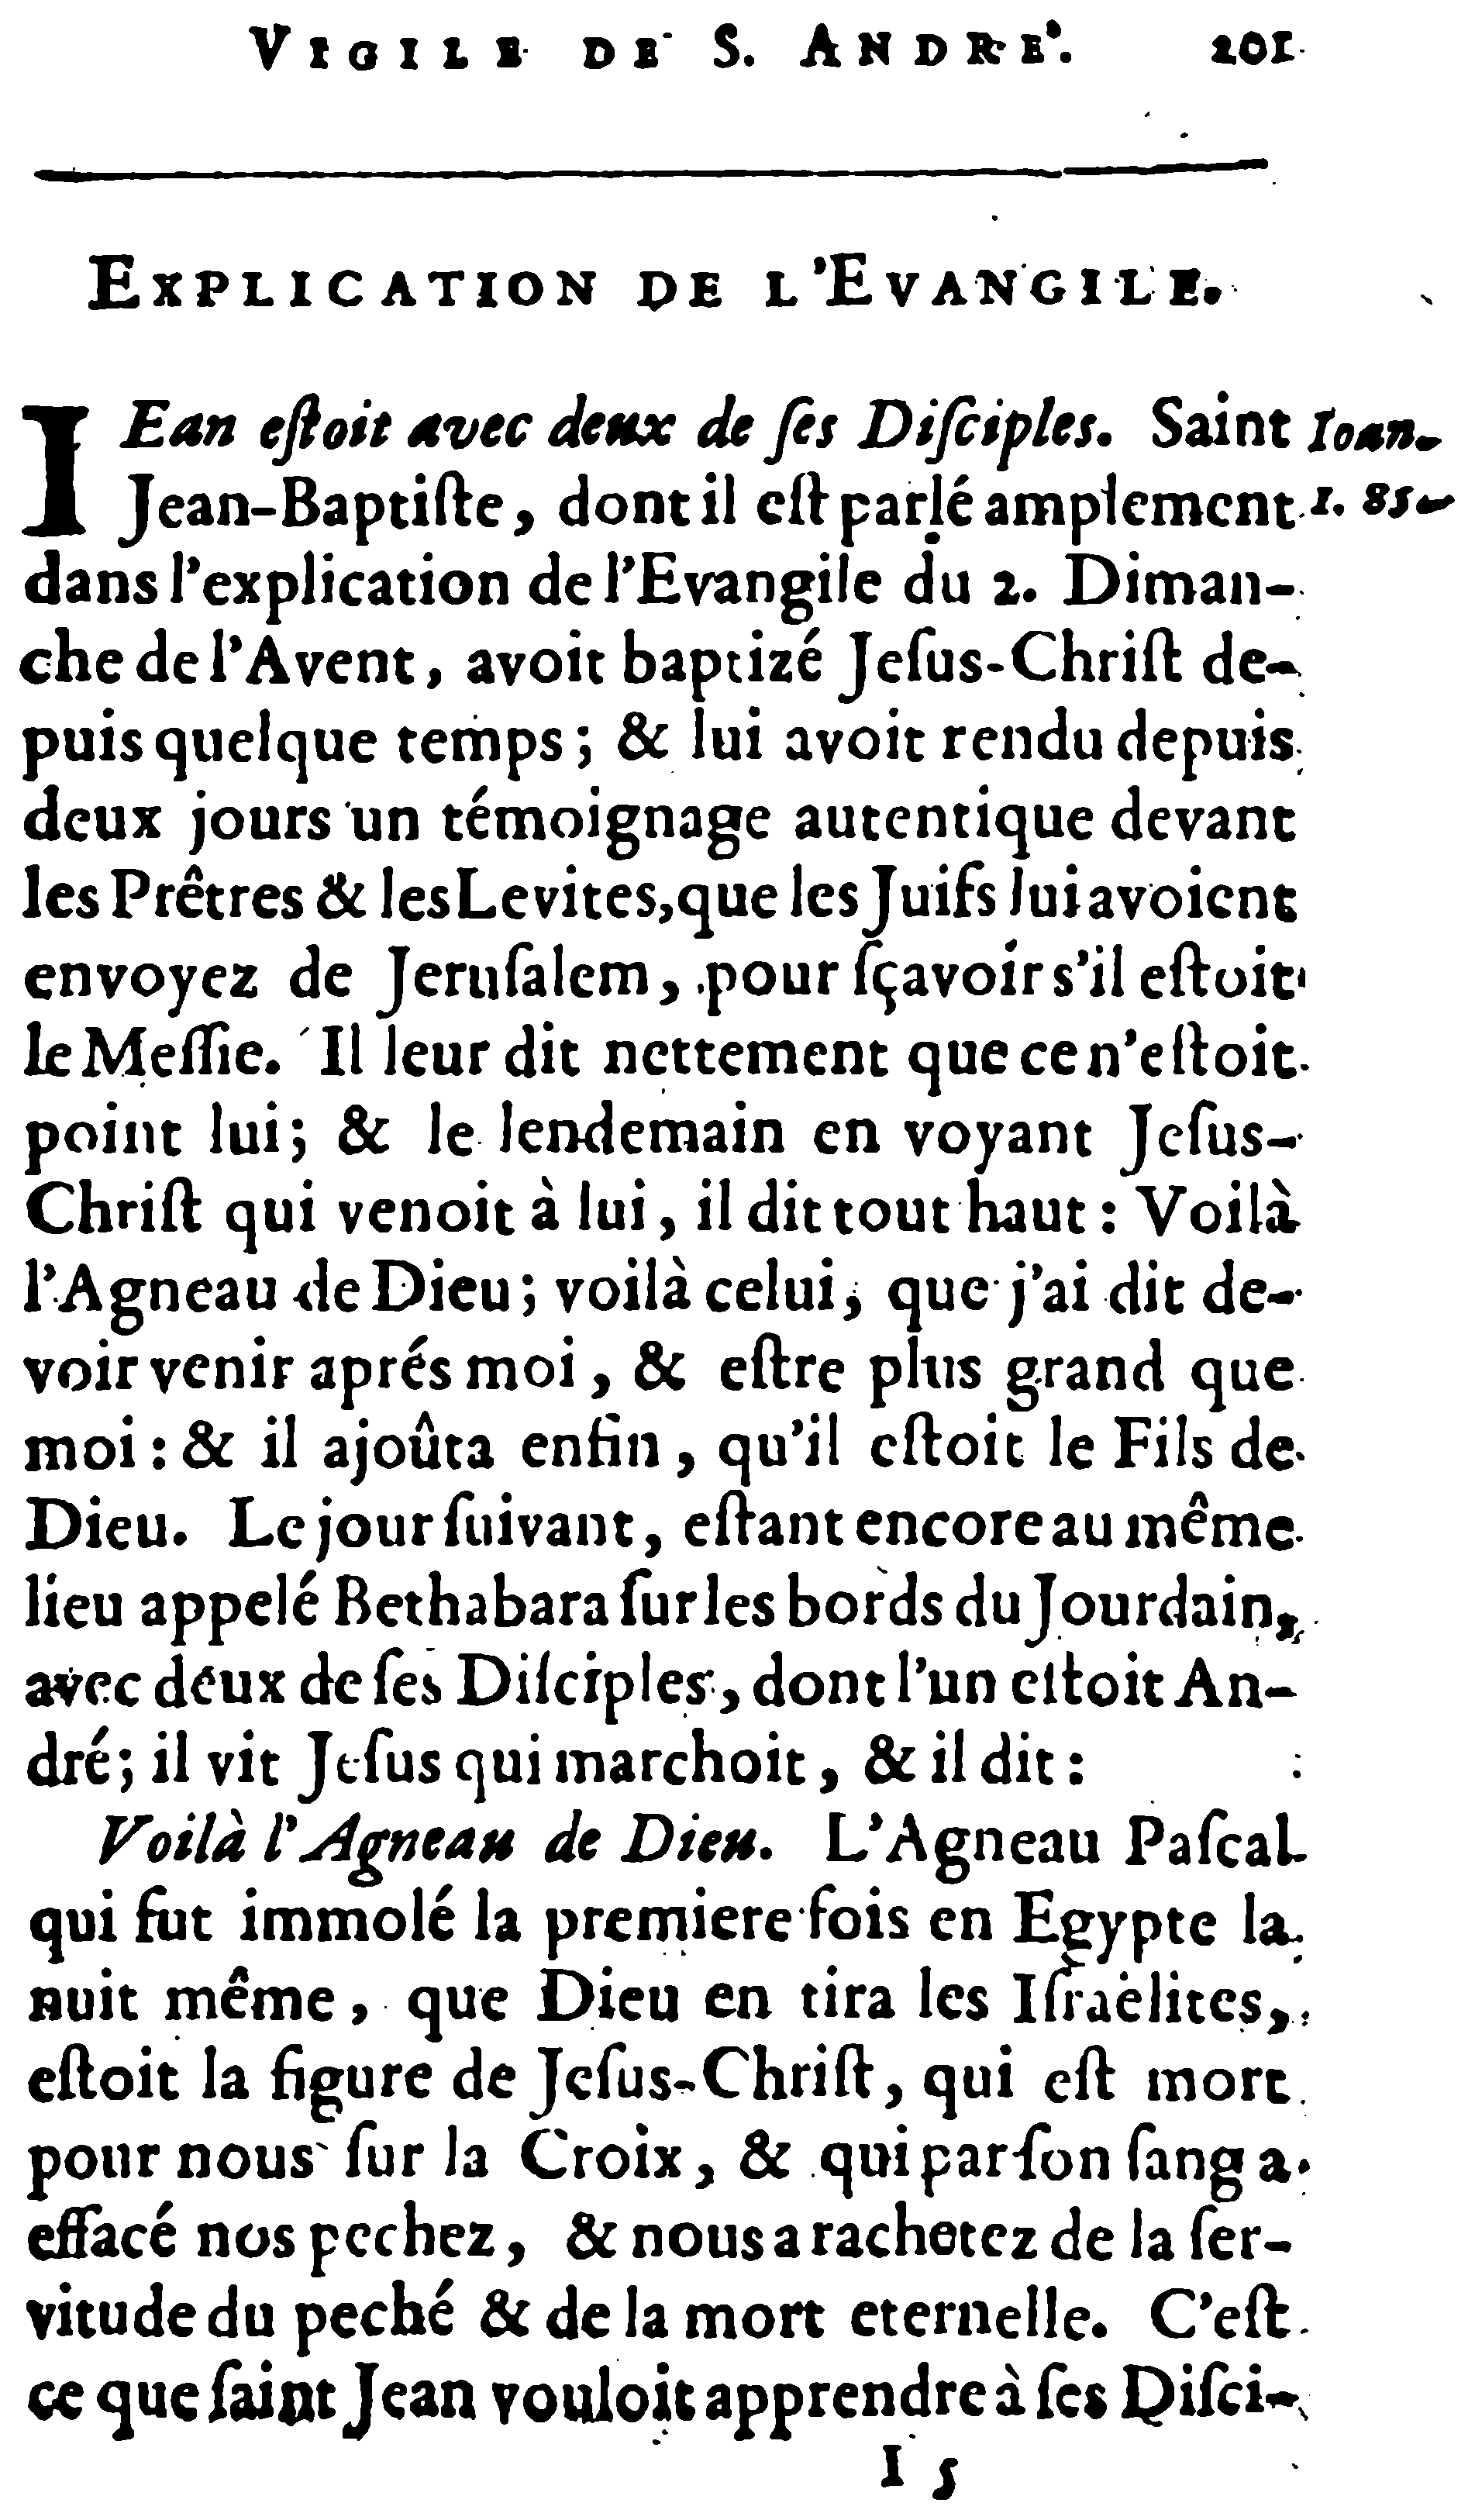 VIGILE DE S. ANDRE'. 201
EXPLICATION DE L'EVANGILE.
IEan eſtoit avec deux de ſes Diſciples. Saint Ioan.
Jean-Baptiſte, dont il eſt parlé amplement 1. 85
dans l'explication de l'Evangile du 2. Diman-
che de l'Avent, avoit baptizé Jeſus-Chriſt de-
puis quelque temps; & lui avoit rendu depuis
deux jours un témoignage autentique devant
les Prêtres & les Levites, que les Juifs lui avoient
envoyez de Jeruſalem, pour ſçavoir s'il eſtoit
le Meſſie. Il leur dit nettement que ce n'eſtoit
point lui; & le lendemain en voyant Jeſus-
Chriſt qui venoit à lui, il dit tout haut: Voilà
l'Agneau de Dieu; voilà celui, que j'ai dit de-
voir venir aprés moi, & eſtre plus grand que
moi: & il ajoûta enfin, qu'il eſtoit le Fils de
Dieu. Le jour ſuivant, eſtant encore au même
lieu appelé Bethabara ſur les bords du Jourdain,
avec deux de ſes Diſciples, dont l'un eſtoit An-
dré; il vit Jeſus qui marchoit, & il dit:
Voilà l'Agneau de Dieu. L'Agneau Paſcal
qui fut immolé la premiere fois en Egypte la
nuit même, que Dieu en tira les Iſraëlites,
eſtoit la figure de Jeſus-Chriſt, qui eſt mort
pour nous ſur la Croix, & qui par ſon ſang a
effacé nos pechez, & nous a rachetez de la ſer-
vitude du peché & de la mort eternelle. C'eſt
ce que ſaint Jean vouloit apprendre à ſes Diſci-
I 5